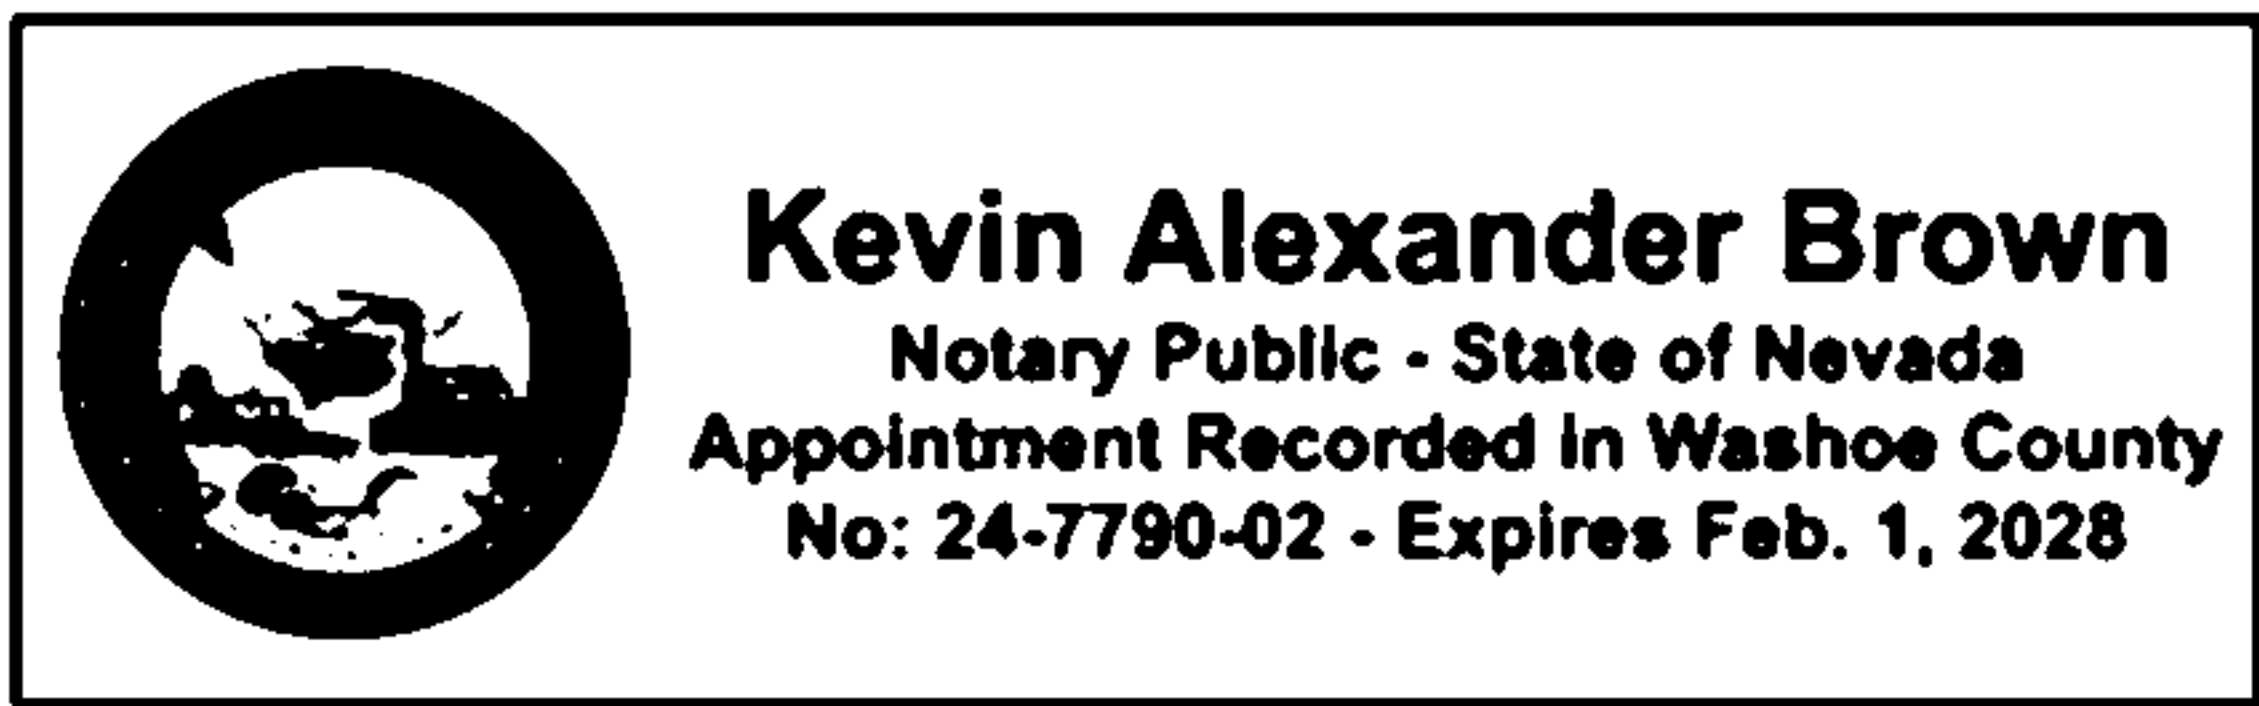 Kevin Alexander Brown
Notary Public - State of Nevada
Appointment Recorded in Washoe County
No: 24-7790-02 - Expires Feb. 1, 2028